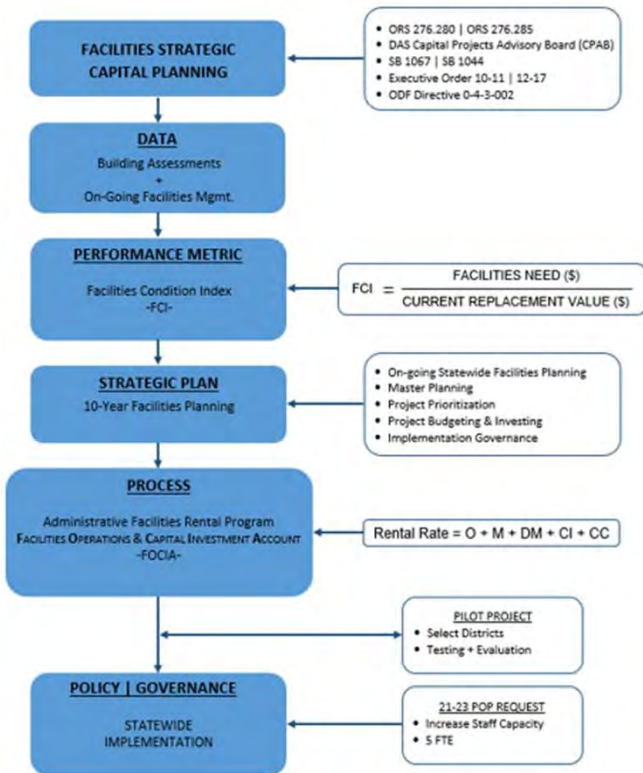 FACILITIES STRATEGIC
CAPITAL PLANNING
• ORS 276.280 | ORS 276.285
• DAS Capital Projects Advisory Board (CPAB)
• SB 1067 | SB 1044
• Executive Order 10-11 | 12-17
• ODF Directive 0-4-3-002
DATA
Building Assessments
+
On-Going Facilities Mgmt.
PERFORMANCE METRIC
Facilities Condition Index
-FCI-
FCI = FACILITIES NEED ($)
CURRENT REPLACEMENT VALUE ($)
STRATEGIC PLAN
10-Year Facilities Planning
• On-going Statewide Facilities Planning
• Master Planning
• Project Prioritization
• Project Budgeting & Investing
• Implementation Governance
PROCESS
Administrative Facilities Rental Program
FACILITIES OPERATIONS & CAPITAL INVESTMENT ACCOUNT
-FOCIA-
Rental Rate = O + M + DM + CI + CC
PILOT PROJECT
• Select Districts
• Testing + Evaluation
POLICY | GOVERNANCE
STATEWIDE
IMPLEMENTATION
21-23 POP REQUEST
• Increase Staff Capacity
• 5 FTE